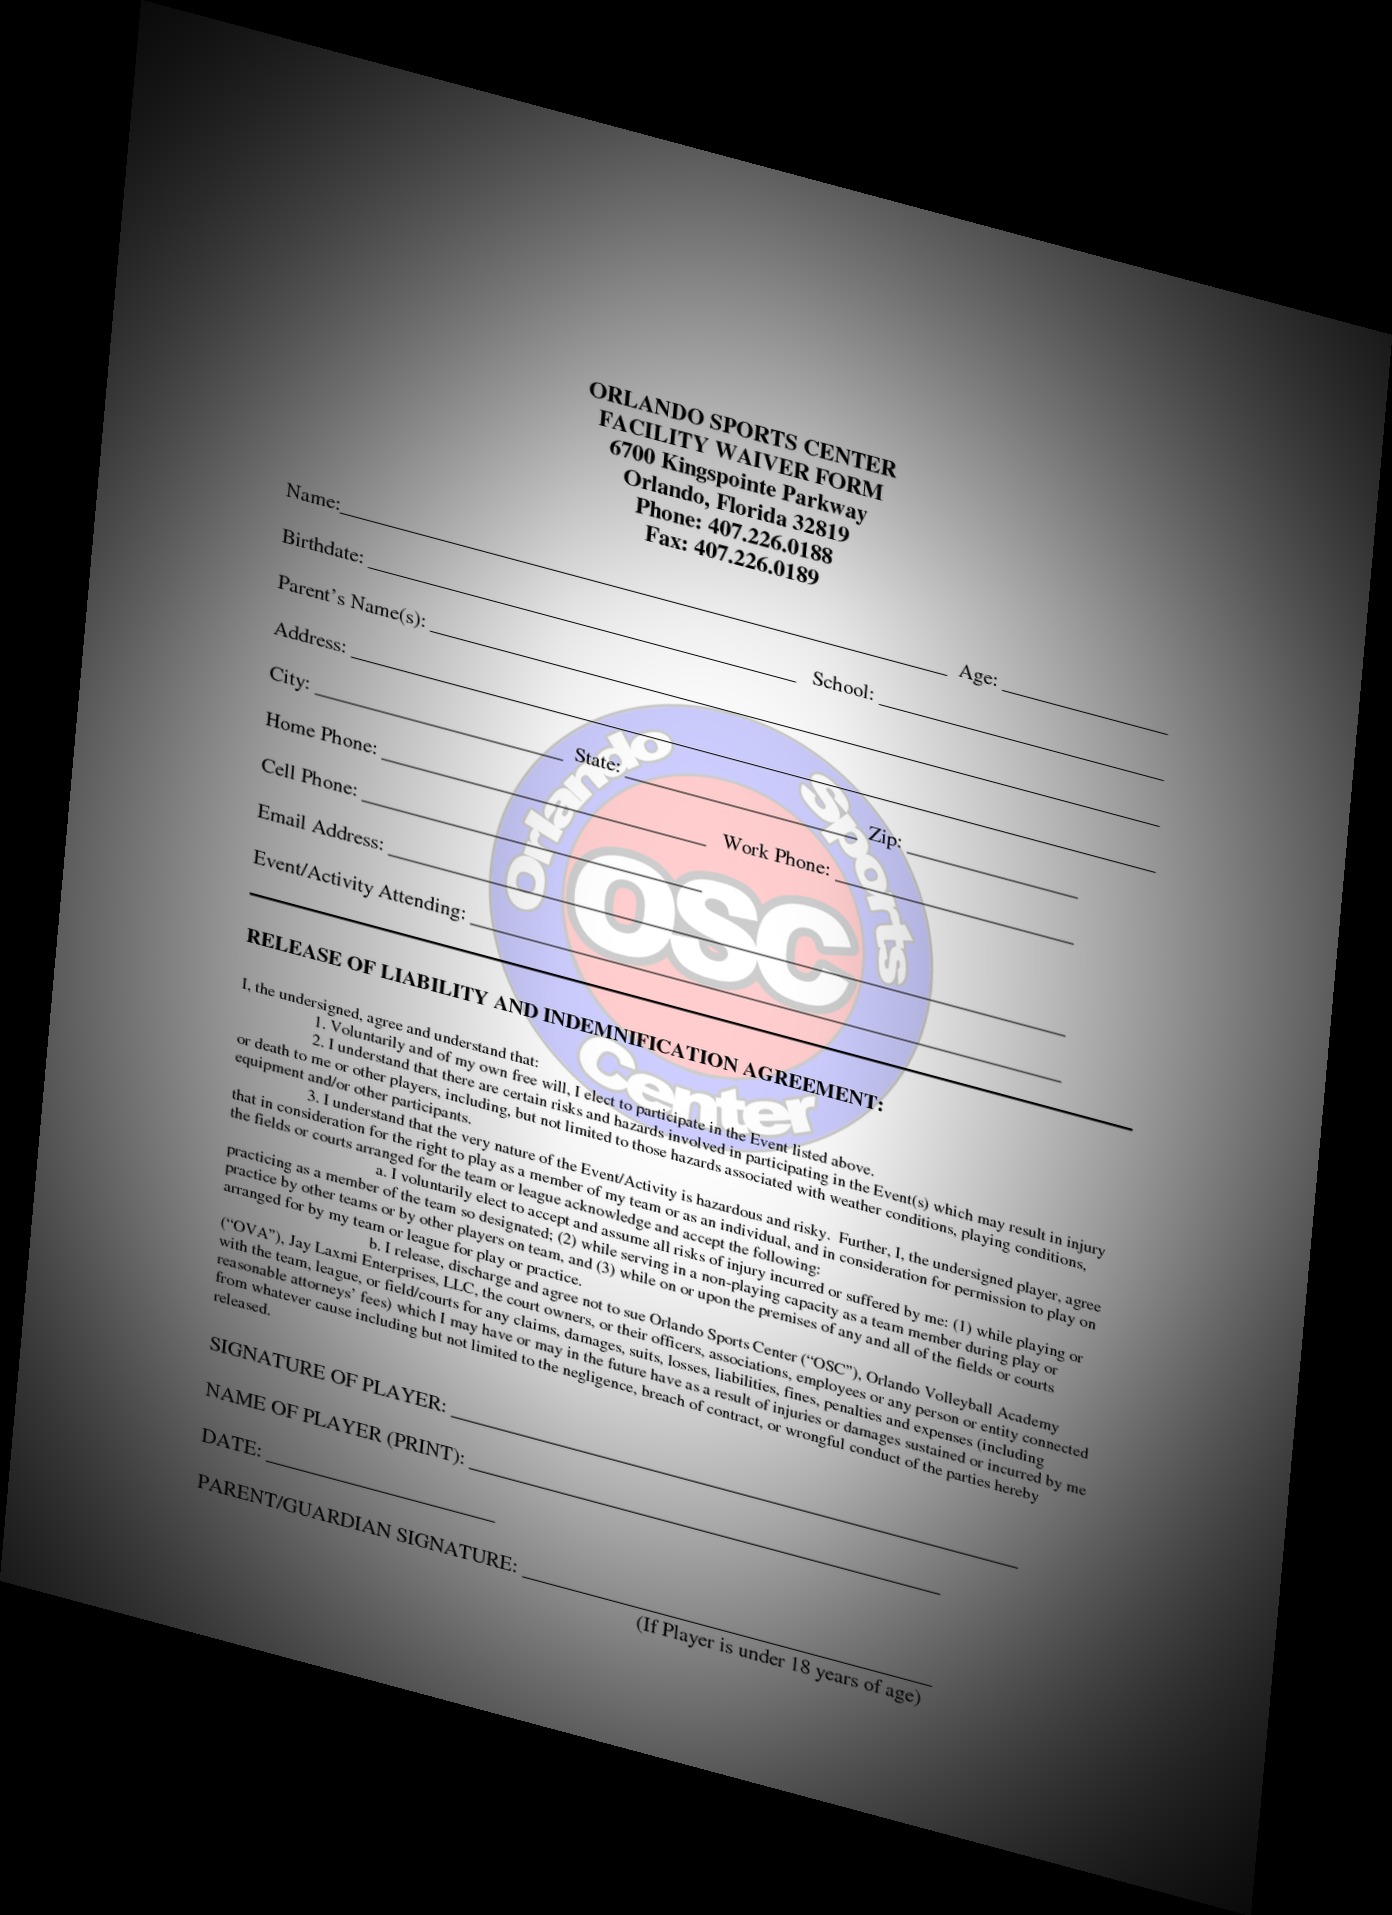 ORLANDO SPORTS CENTER
FACILITY WAIVER FORM
6700 Kingspointe Parkway
Orlando, Florida 32819
Phone: 407.226.0188
Fax: 407.226.0189
Name: Age:
Birthdate: School:
Parent's Name(s):
Address:
City: State: Zip:
Home Phone: Work Phone:
Cell Phone:
Email Address:
Event/Activity Attending:
Orlando Sports Center
OSC
RELEASE OF LIABILITY AND INDEMNIFICATION AGREEMENT:
I, the undersigned, agree and understand that:
1. Voluntarily and of my own free will, I elect to participate in the Event listed above.
2. I understand that there are certain risks and hazards involved in participating in the Event(s) which may result in injury
or death to me or other players, including, but not limited to those hazards associated with weather conditions, playing conditions,
equipment and/or other participants.
3. I understand that the very nature of the Event/Activity is hazardous and risky. Further, I, the undersigned player, agree
that in consideration for the right to play as a member of my team or as an individual, and in consideration for permission to play on
the fields or courts arranged for the team or league acknowledge and accept the following:
a. I voluntarily elect to accept and assume all risks of injury incurred or suffered by me: (1) while playing or
practicing as a member of the team so designated; (2) while serving in a non-playing capacity as a team member during play or
practice by other teams or by other players on team, and (3) while on or upon the premises of any and all of the fields or courts
arranged for by my team or league for play or practice.
b. I release, discharge and agree not to sue Orlando Sports Center ("OSC"), Orlando Volleyball Academy
("OVA"), Jay Laxmi Enterprises, LLC, the court owners, or their officers, associations, employees or any person or entity connected
with the team, league, or field/courts for any claims, damages, suits, losses, liabilities, fines, penalties and expenses (including
reasonable attorneys' fees) which I may have or may in the future have as a result of injuries or damages sustained or incurred by me
from whatever cause including but not limited to the negligence, breach of contract, or wrongful conduct of the parties hereby
released.
SIGNATURE OF PLAYER:
NAME OF PLAYER (PRINT):
DATE:
PARENT/GUARDIAN SIGNATURE:
(If Player is under 18 years of age)